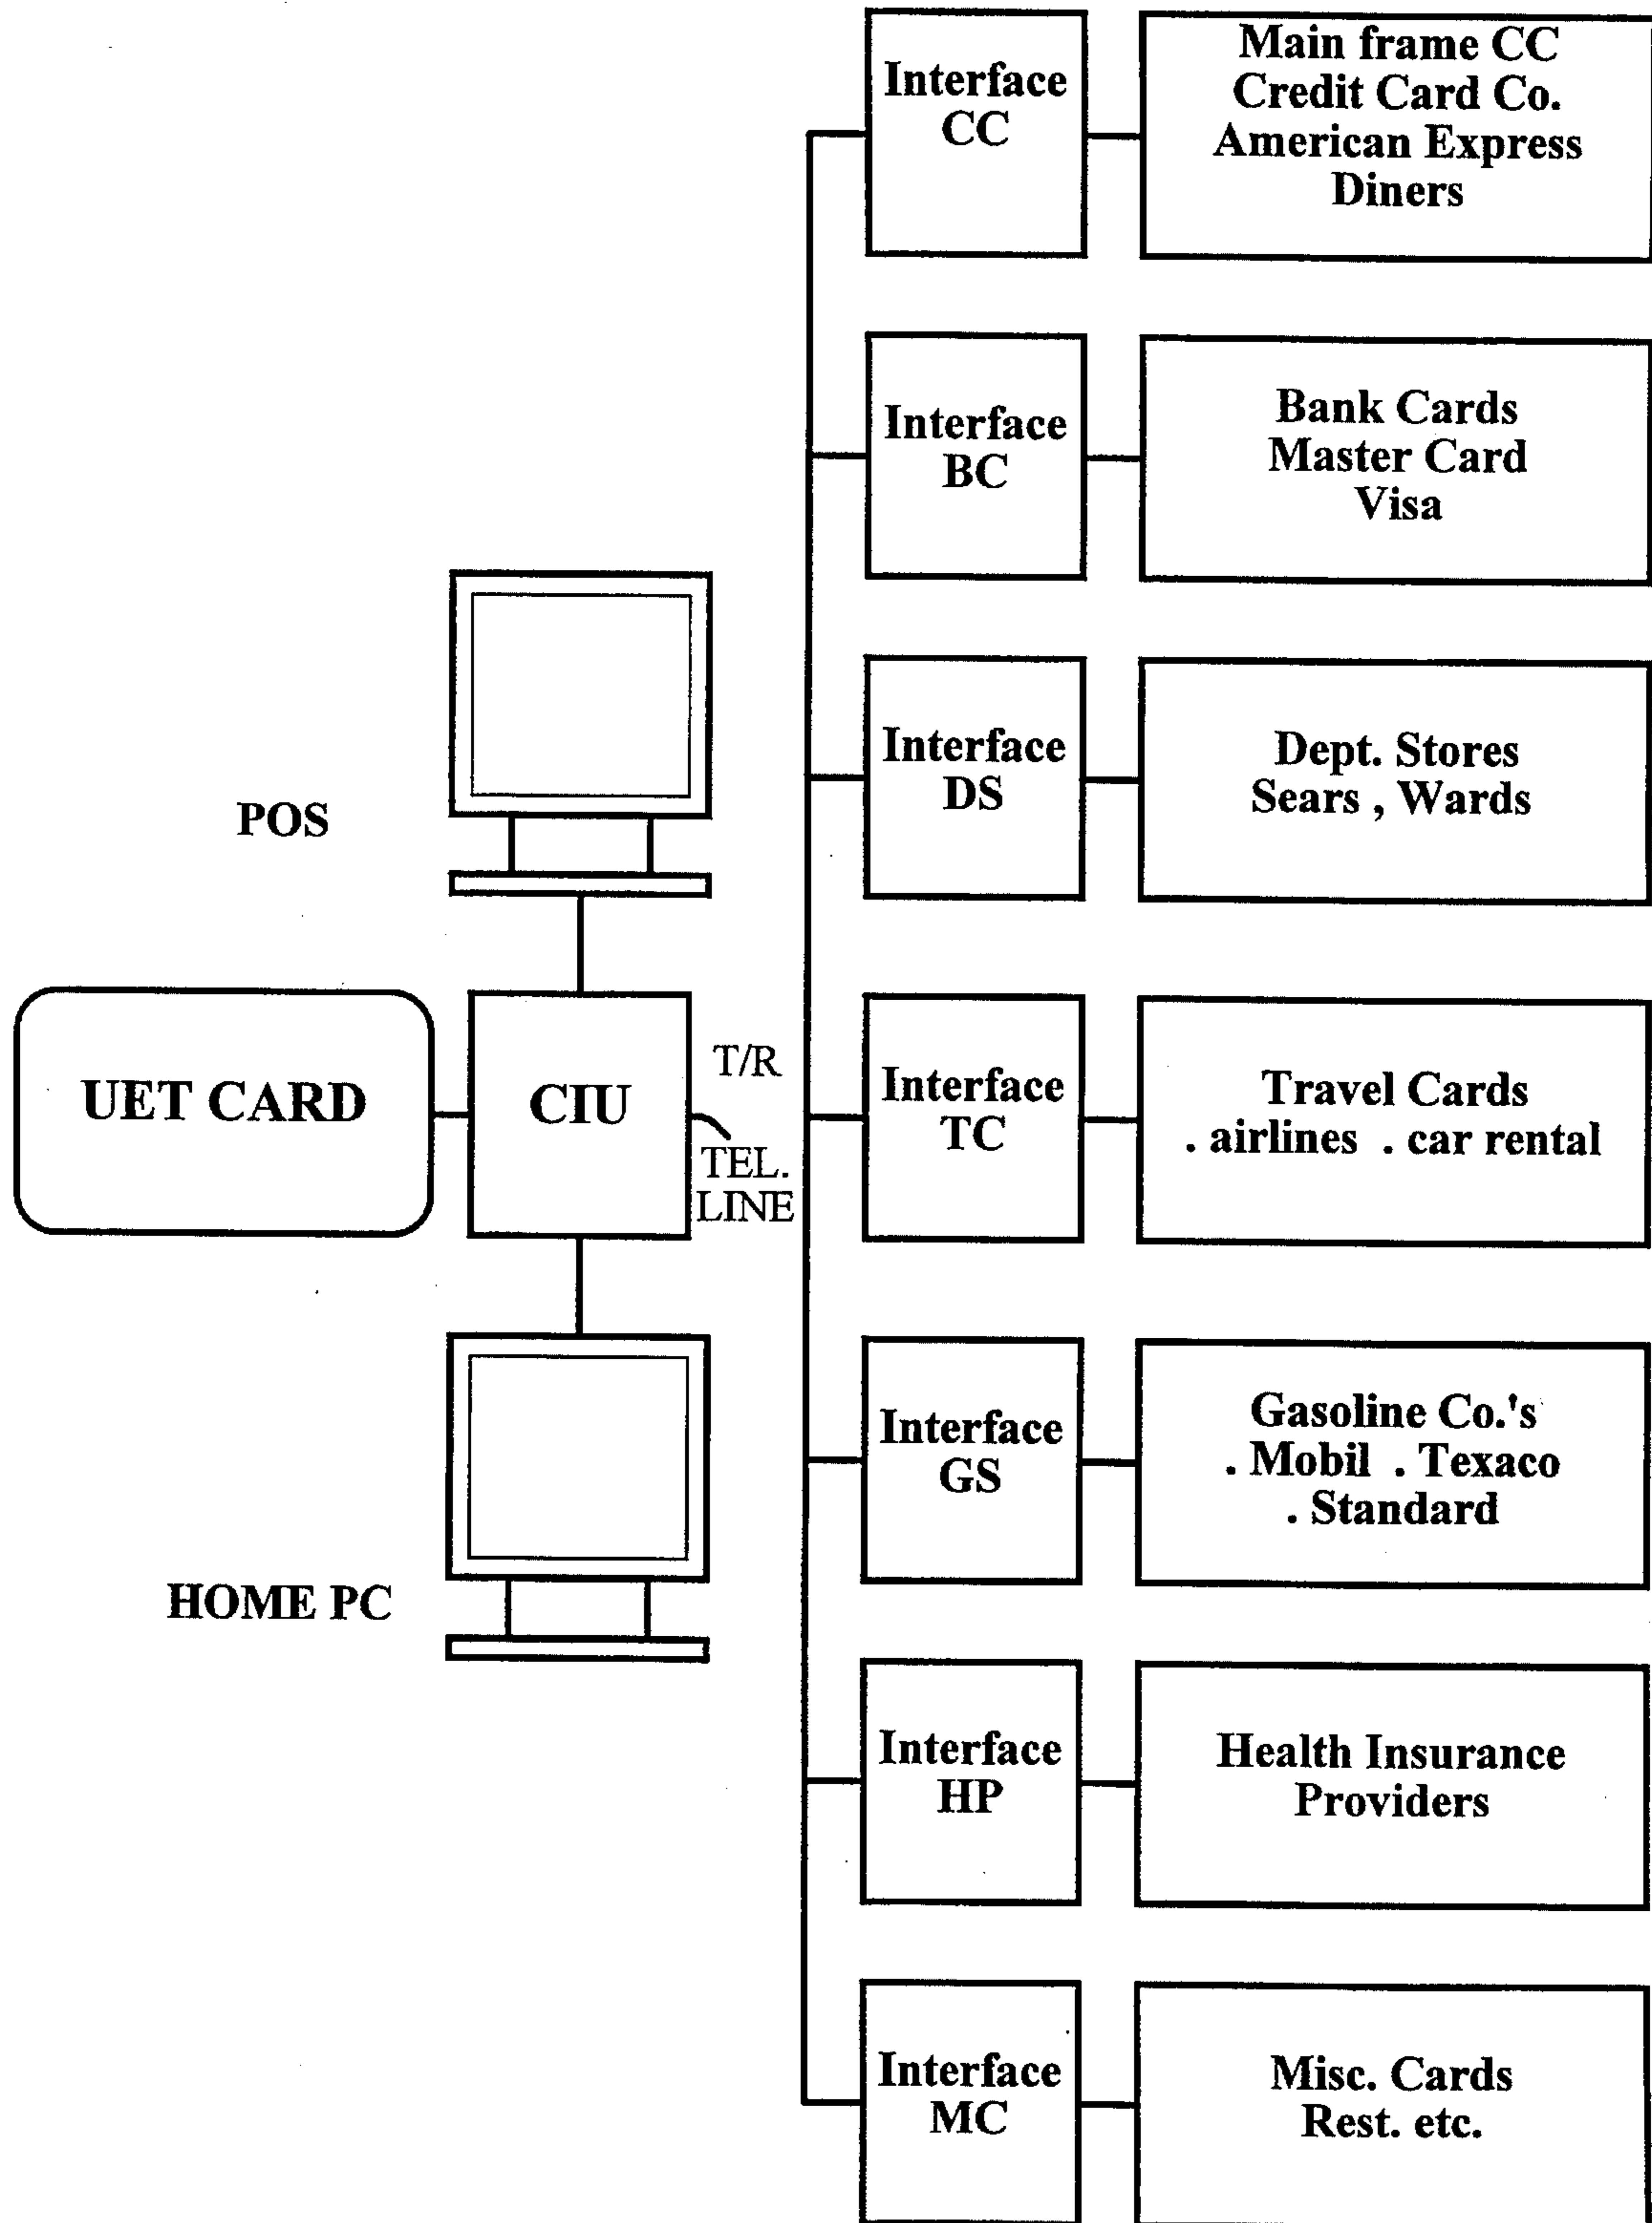 Interface
CC
Main frame CC
Credit Card Co.
American Express
Diners
Interface
BC
Bank Cards
Master Card
Visa
Interface
DS
Dept. Stores
Sears , Wards
POS
UET CARD
CIU
T/R
TEL.
LINE
Interface
TC
Travel Cards
. airlines . car rental
Interface
GS
Gasoline Co.'s
. Mobil . Texaco
. Standard
HOME PC
Interface
HP
Health Insurance
Providers
Interface
MC
Misc. Cards
Rest. etc.